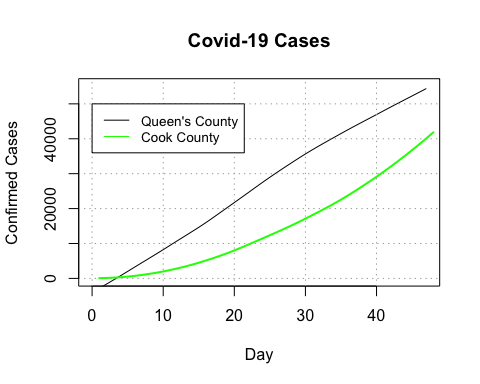 Covid-19 Cases
Confirmed Cases
40000
20000
0
Queen's County
Cook County
0 10 20 30 40
Day